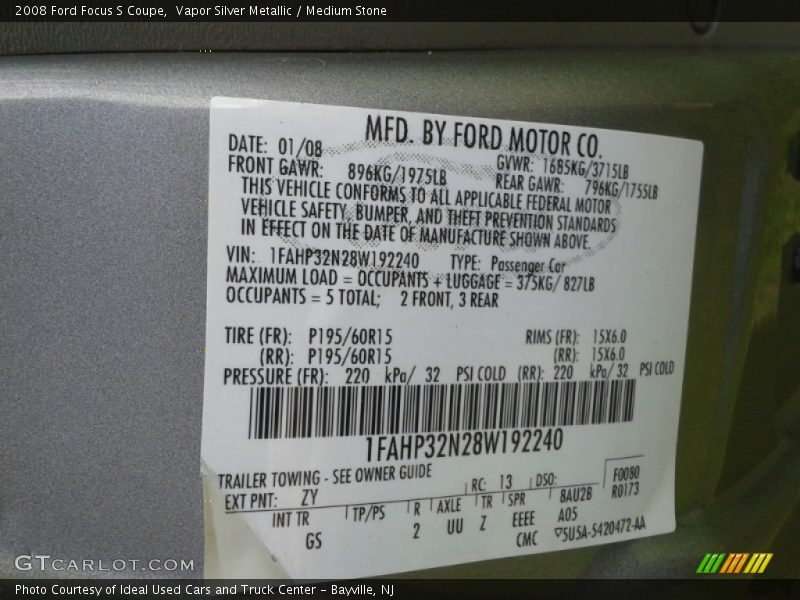 2008 Ford Focus S Coupe, Vapor Silver Metallic / Medium Stone
MFD. BY FORD MOTOR CO.
DATE: 01/08 GVWR: 1685KG/3715LB
FRONT GAWR: 896KG/1975LB REAR GAWR: 796KG/1755LB
THIS VEHICLE CONFORMS TO ALL APPLICABLE FEDERAL MOTOR
VEHICLE SAFETY, BUMPER, AND THEFT PREVENTION STANDARDS
IN EFFECT ON THE DATE OF MANUFACTURE SHOWN ABOVE.
VIN: 1FAHP32N28W192240 TYPE: Passenger Car
MAXIMUM LOAD = OCCUPANTS + LUGGAGE = 375KG/ 827LB
OCCUPANTS = 5 TOTAL; 2 FRONT, 3 REAR
TIRE (FR): P195/60R15 RIMS (FR): 15X6.0
(RR): P195/60R15 (RR): 15X6.0
PRESSURE (FR): 220 kPa/ 32 PSI COLD (RR): 220 kPa/ 32 PSI COLD
1FAHP32N28W192240
TRAILER TOWING - SEE OWNER GUIDE RC: 13 DSO: F0080
EXT PNT: ZY R0173
INT TR TP/PS R AXLE TR SPR 8AU2B
GS 2 UU Z EEEE A05
CMC ▽5U5A-5420472-AA
GTCARLOT.COM
Photo Courtesy of Ideal Used Cars and Truck Center - Bayville, NJ